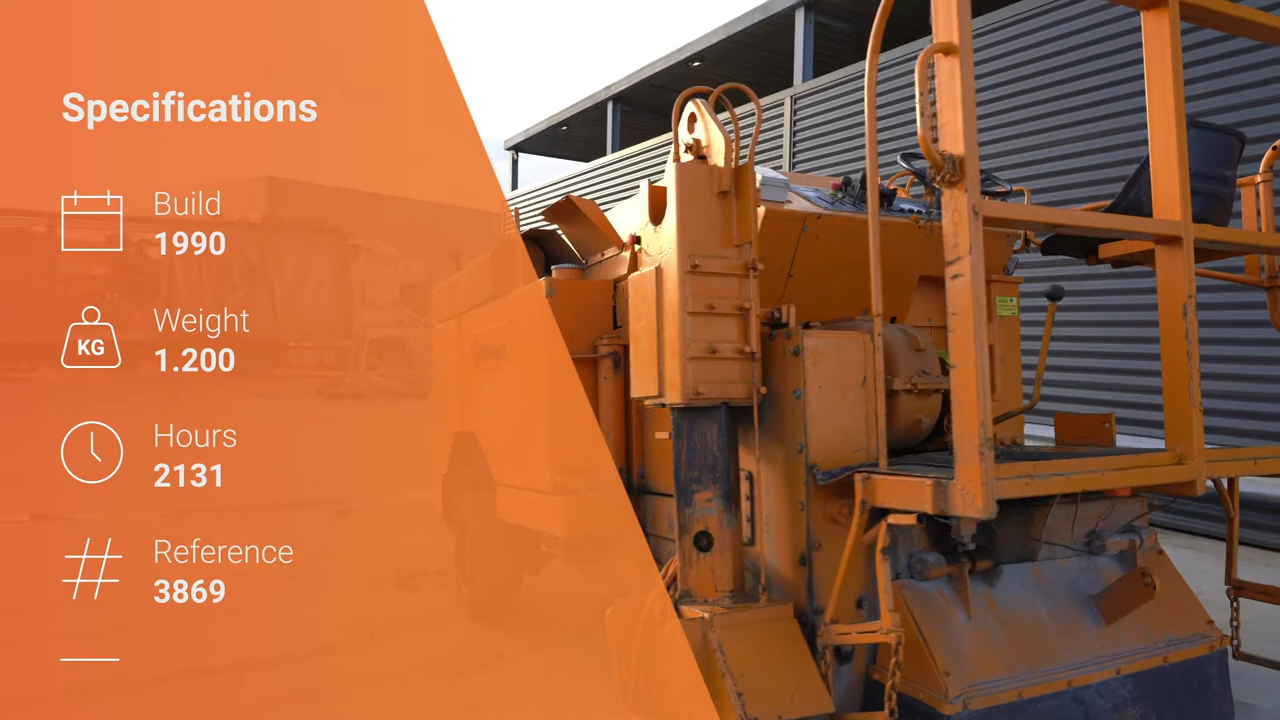 Specifications
Build
1990
Weight
KG
1.200
Hours
2131
Reference
3869